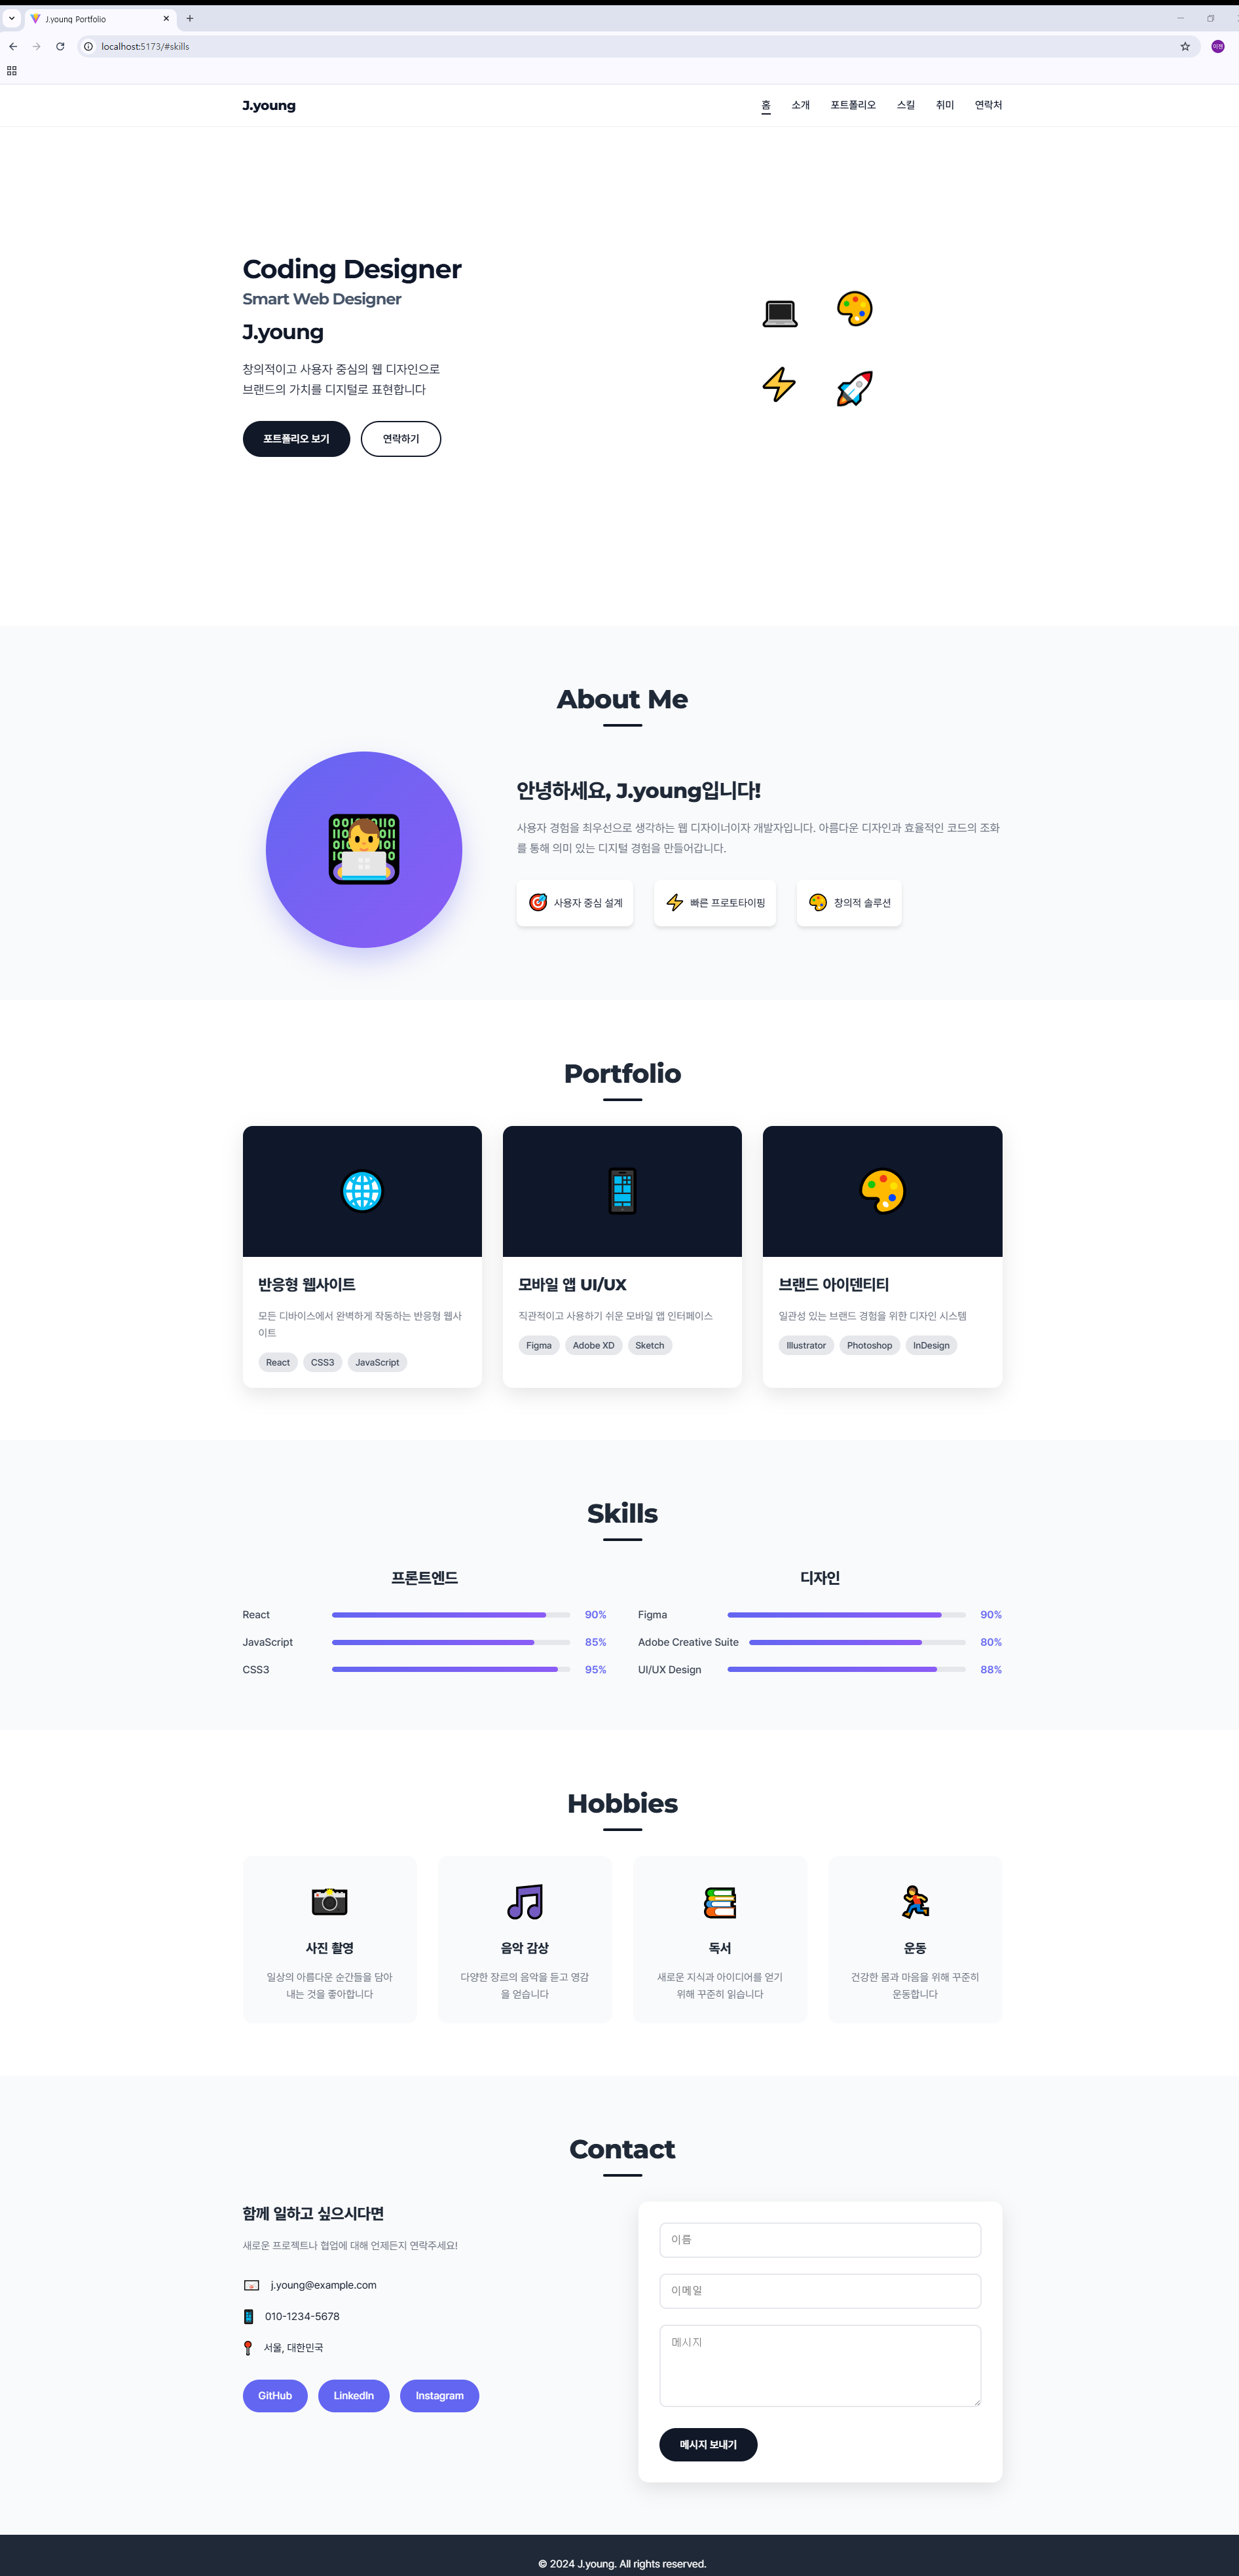 J.young Portfolio
localhost:5173/#skills
이젠
J.young
홈 소개 포트폴리오 스킬 취미 연락처
Coding Designer
Smart Web Designer
J.young
창의적이고 사용자 중심의 웹 디자인으로
브랜드의 가치를 디지털로 표현합니다
포트폴리오 보기 연락하기
About Me
안녕하세요, J.young입니다!
사용자 경험을 최우선으로 생각하는 웹 디자이너이자 개발자입니다. 아름다운 디자인과 효율적인 코드의 조화
를 통해 의미 있는 디지털 경험을 만들어갑니다.
사용자 중심 설계 빠른 프로토타이핑 창의적 솔루션
Portfolio
반응형 웹사이트
모든 디바이스에서 완벽하게 작동하는 반응형 웹사
이트
React CSS3 JavaScript
모바일 앱 UI/UX
직관적이고 사용하기 쉬운 모바일 앱 인터페이스
Figma Adobe XD Sketch
브랜드 아이덴티티
일관성 있는 브랜드 경험을 위한 디자인 시스템
Illustrator Photoshop InDesign
Skills
프론트엔드
React 90%
JavaScript 85%
CSS3 95%
디자인
Figma 90%
Adobe Creative Suite 80%
UI/UX Design 88%
Hobbies
사진 촬영
일상의 아름다운 순간들을 담아
내는 것을 좋아합니다
음악 감상
다양한 장르의 음악을 듣고 영감
을 얻습니다
독서
새로운 지식과 아이디어를 얻기
위해 꾸준히 읽습니다
운동
건강한 몸과 마음을 위해 꾸준히
운동합니다
Contact
함께 일하고 싶으시다면
새로운 프로젝트나 협업에 대해 언제든지 연락주세요!
j.young@example.com
010-1234-5678
서울, 대한민국
GitHub LinkedIn Instagram
이름
이메일
메시지
메시지 보내기
© 2024 J.young. All rights reserved.